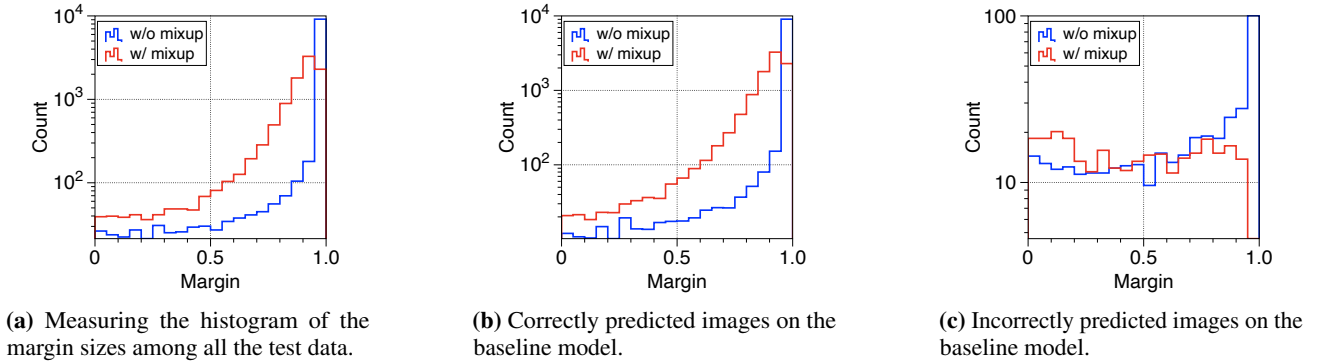 10^4
10^3
10^2
Count
w/o mixup
w/ mixup
0
0.5
1.0
Margin
(a) Measuring the histogram of the
margin sizes among all the test data.
10^4
10^3
10^2
Count
w/o mixup
w/ mixup
0
0.5
1.0
Margin
(b) Correctly predicted images on the
baseline model.
100
10
Count
w/o mixup
w/ mixup
0
0.5
1.0
Margin
(c) Incorrectly predicted images on the
baseline model.